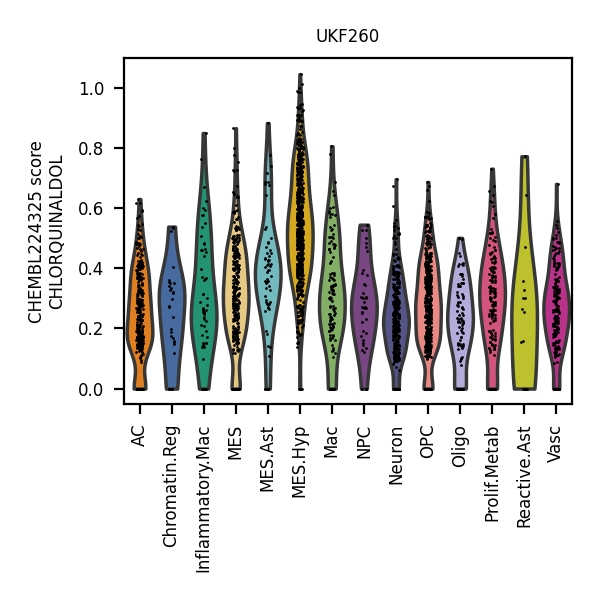 UKF260
CHEMBL224325 score
CHLORQUINALDOL
1.0
0.8
0.6
0.4
0.2
0.0
AC
Chromatin.Reg
Inflammatory.Mac
MES
MES.Ast
MES.Hyp
Mac
NPC
Neuron
OPC
Oligo
Prolif.Metab
Reactive.Ast
Vasc